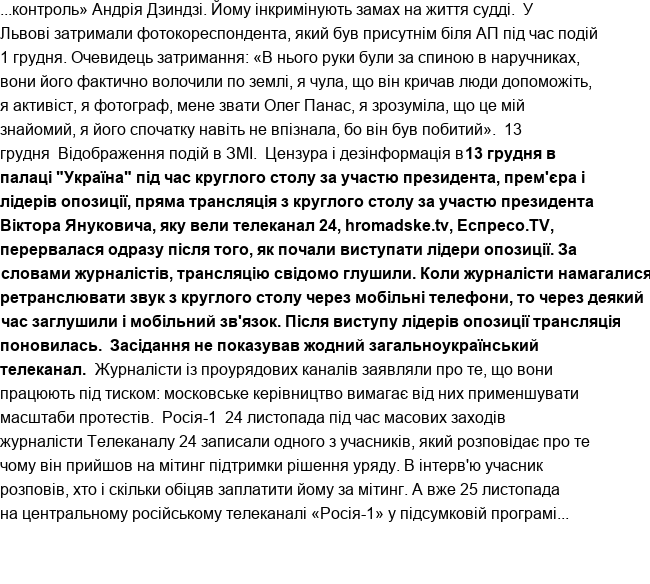 ...контроль» Андрія Дзиндзі. Йому інкримінують замах на життя судді.  У
Львові затримали фотокореспондента, який був присутнім біля АП під час подій
1 грудня. Очевидець затримання: «В нього руки були за спиною в наручниках,
вони його фактично волочили по землі, я чула, що він кричав люди допоможіть,
я активіст, я фотограф, мене звати Олег Панас, я зрозуміла, що це мій
знайомий, я його спочатку навіть не впізнала, бо він був побитий».  13
грудня  Відображення подій в ЗМІ.  Цензура і дезінформація в13 грудня в
палаці "Україна" під час круглого столу за участю президента, прем'єра і
лідерів опозиції, пряма трансляція з круглого столу за участю президента
Віктора Януковича, яку вели телеканал 24, hromadske.tv, Еспресо.TV,
перервалася одразу після того, як почали виступати лідери опозиції. За
словами журналістів, трансляцію свідомо глушили. Коли журналісти намагалися
ретранслювати звук з круглого столу через мобільні телефони, то через деякий
час заглушили і мобільний зв'язок. Після виступу лідерів опозиції трансляція
поновилась.  Засідання не показував жодний загальноукраїнський
телеканал.  Журналісти із проурядових каналів заявляли про те, що вони
працюють під тиском: московське керівництво вимагає від них применшувати
масштаби протестів.  Росія-1  24 листопада під час масових заходів
журналісти Телеканалу 24 записали одного з учасників, який розповідає про те
чому він прийшов на мітинг підтримки рішення уряду. В інтерв'ю учасник
розповів, хто і скільки обіцяв заплатити йому за мітинг. А вже 25 листопада
на центральному російському телеканалі «Росія-1» у підсумковій програмі...